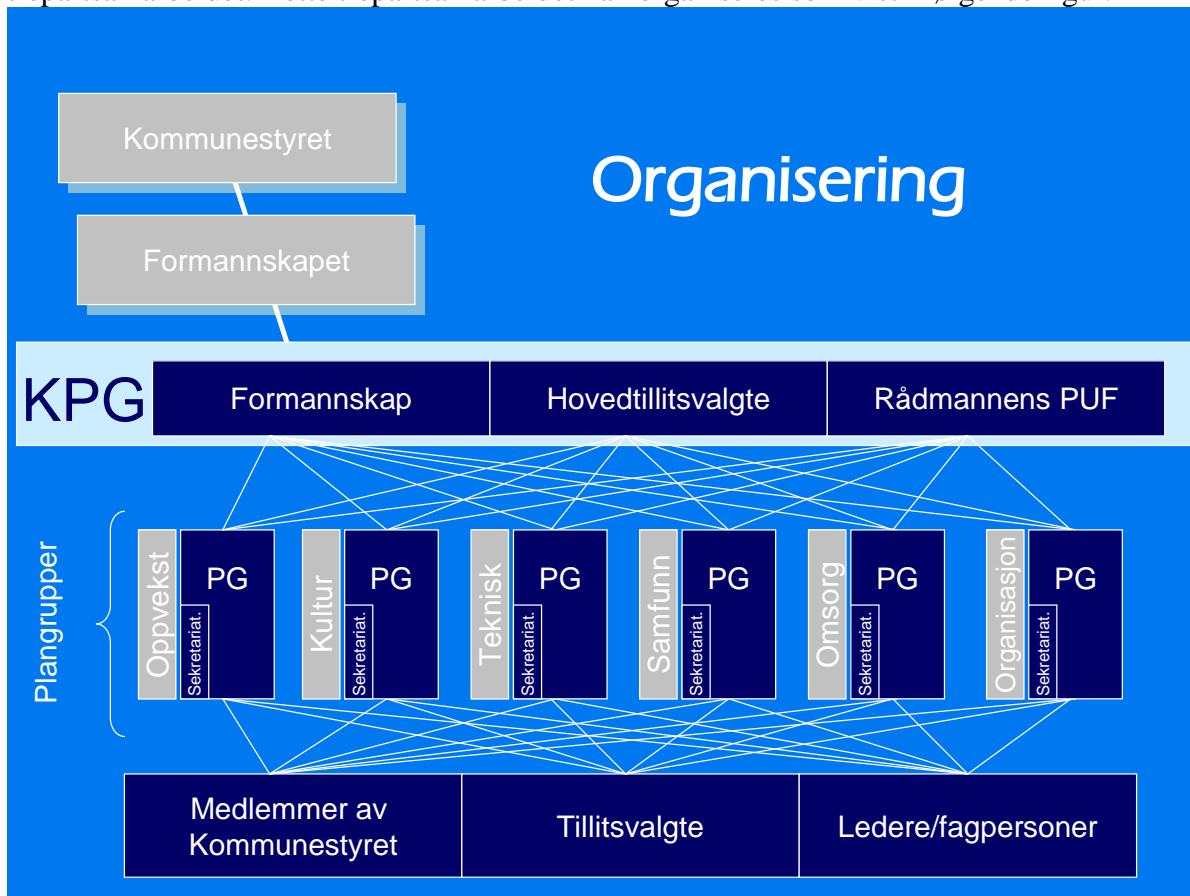 Kommunestyret
Organisering
Formannskapet
KPG
Formannskap
Hovedtillitsvalgte
Rådmannens PUF
Plangrupper
Oppvekst
PG
Sekretariat.
Kultur
PG
Sekretariat.
Teknisk
PG
Sekretariat.
Samfunn
PG
Sekretariat.
Omsorg
PG
Sekretariat.
Organisasjon
PG
Sekretariat.
Medlemmer av
Kommunestyret
Tillitsvalgte
Ledere/fagpersoner